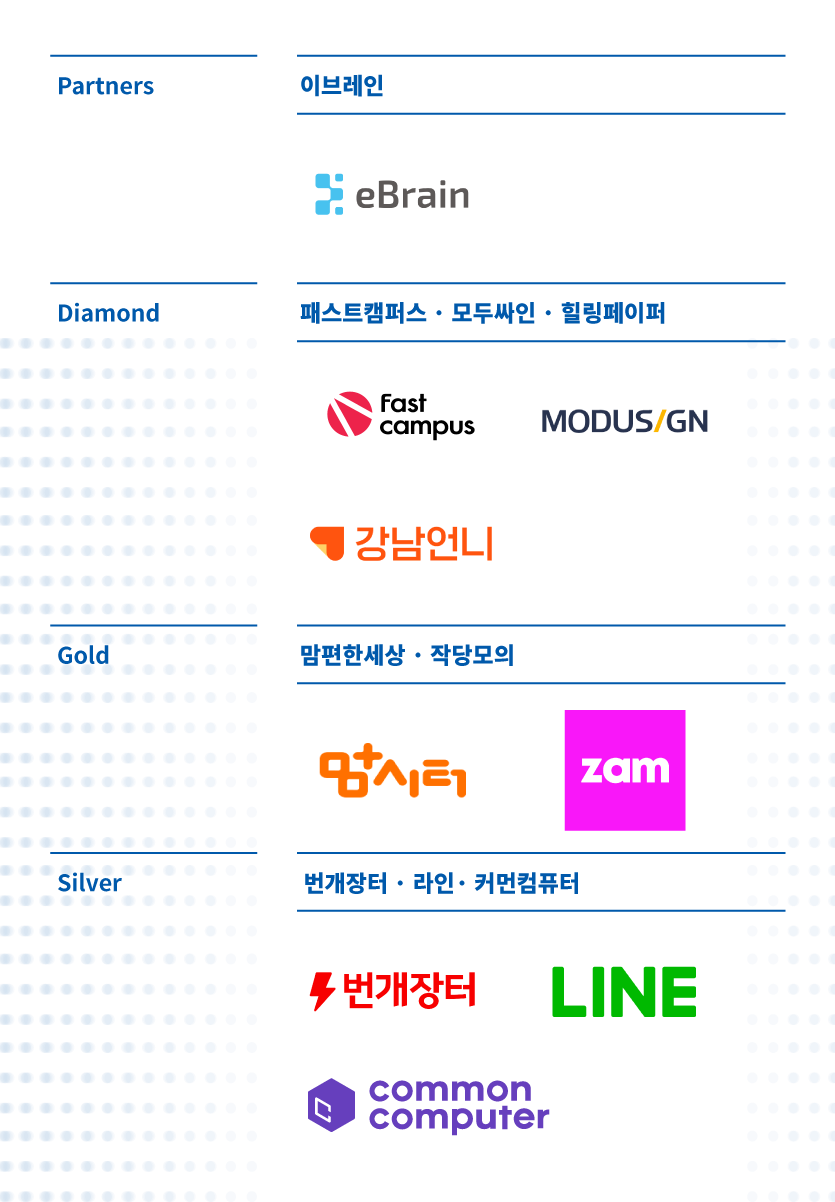 Partners
이브레인
eBrain
Diamond
패스트캠퍼스 · 모두싸인 · 힐링페이퍼
Fast
campus
MODUS/GN
강남언니
Gold
맘편한세상 · 작당모의
맘시터
zam
Silver
번개장터 · 라인 · 커먼컴퓨터
번개장터
LINE
common
computer